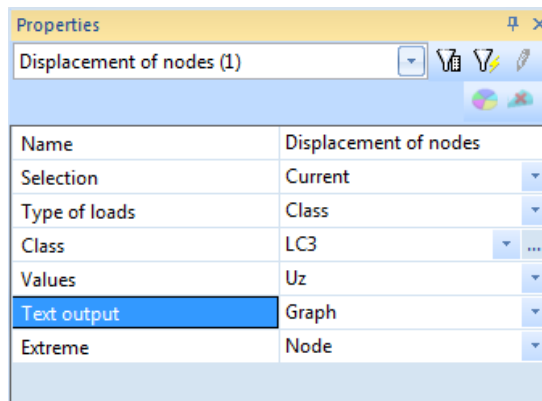 Properties
Displacement of nodes (1)
Name Displacement of nodes
Selection Current
Type of loads Class
Class LC3 ...
Values Uz
Text output Graph
Extreme Node